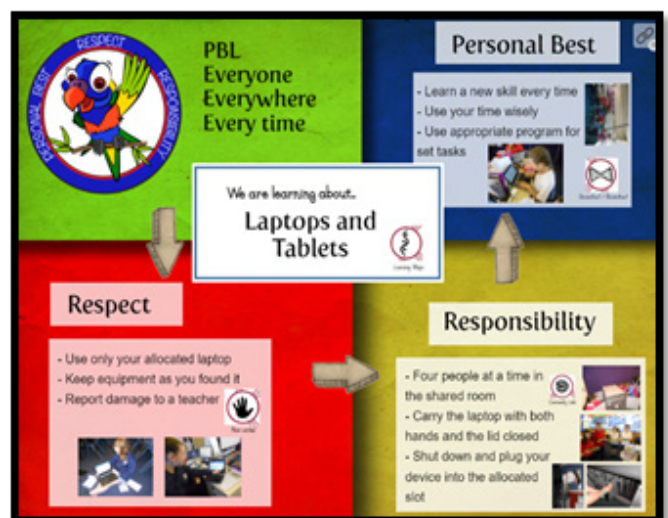 PERSONAL BEST RESPECT RESPONSIBILITY
PBL
Everyone
Everywhere
Every time
We are learning about...
Laptops and
Tablets
Respect
- Use only your allocated laptop
- Keep equipment as you found it
- Report damage to a teacher
Responsibility
- Four people at a time in
the shared room
- Carry the laptop with both
hands and the lid closed
- Shut down and plug your
device into the allocated
slot
Personal Best
- Learn a new skill every time
- Use your time wisely
- Use appropriate program for
set tasks